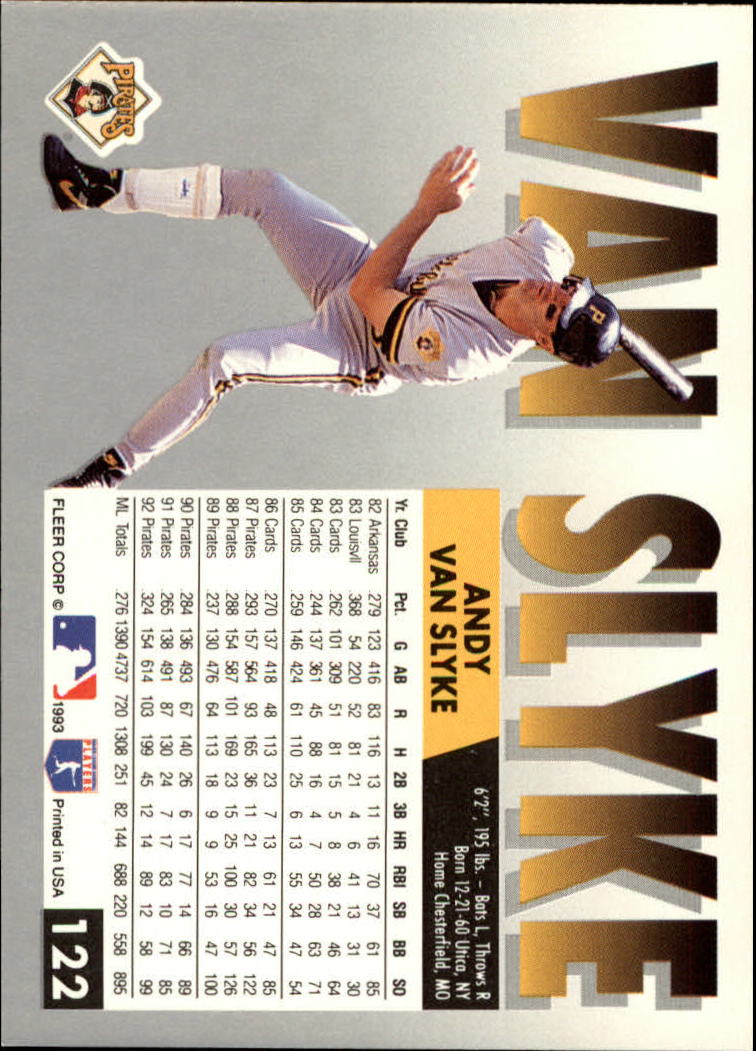 VAN SLYKE
PIRATES
P
ANDY
VAN SLYKE
6'2", 195 lbs. – Bats L, Throws R
Born 12-21-60 Utica, NY
Home Chesterfield, MO
Yr. Club Pct. G AB R H 2B 3B HR RBI SB BB SO
82 Arkansas .279 123 416 83 116 13 11 16 70 37 61 85
83 Louisvll .368 54 220 52 81 21 4 6 41 13 31 30
83 Cards .262 101 309 51 81 15 5 8 38 21 46 64
84 Cards .244 137 361 45 88 16 4 7 50 28 63 71
85 Cards .259 146 424 61 110 25 6 13 55 34 47 54
86 Cards .270 137 418 48 113 23 7 13 61 21 47 85
87 Pirates .293 157 564 93 165 36 11 21 82 34 56 122
88 Pirates .288 154 587 101 169 23 15 25 100 30 57 126
89 Pirates .237 130 476 64 113 18 9 9 53 16 47 100
90 Pirates .284 136 493 67 140 26 6 17 77 14 66 89
91 Pirates .265 138 491 87 130 24 7 17 83 10 71 85
92 Pirates .324 154 614 103 199 45 12 14 89 12 58 99
ML Totals .276 1390 4737 720 1308 251 82 144 688 220 558 895
FLEER CORP © 1993 PLAYERS Printed in USA 122